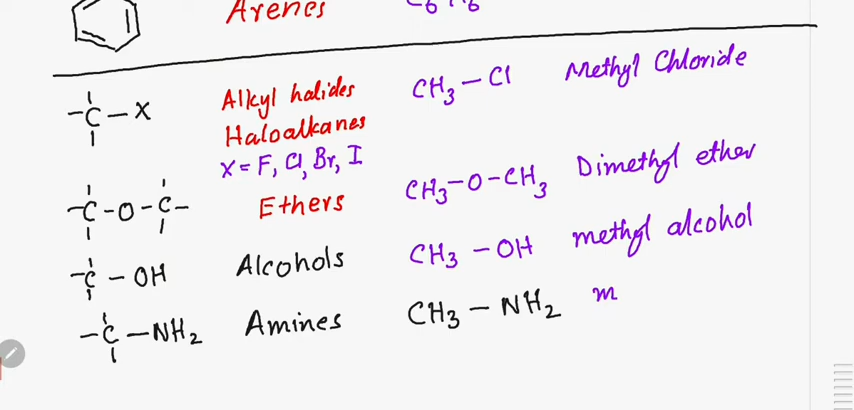 Arenes C6H6
-C-X Alkyl halides CH3-Cl Methyl Chloride
Haloalkanes
X = F, Cl, Br, I
-C-O-C- Ethers CH3-O-CH3 Dimethyl ether
-C-OH Alcohols CH3-OH methyl alcohol
-C-NH2 Amines CH3-NH2 m